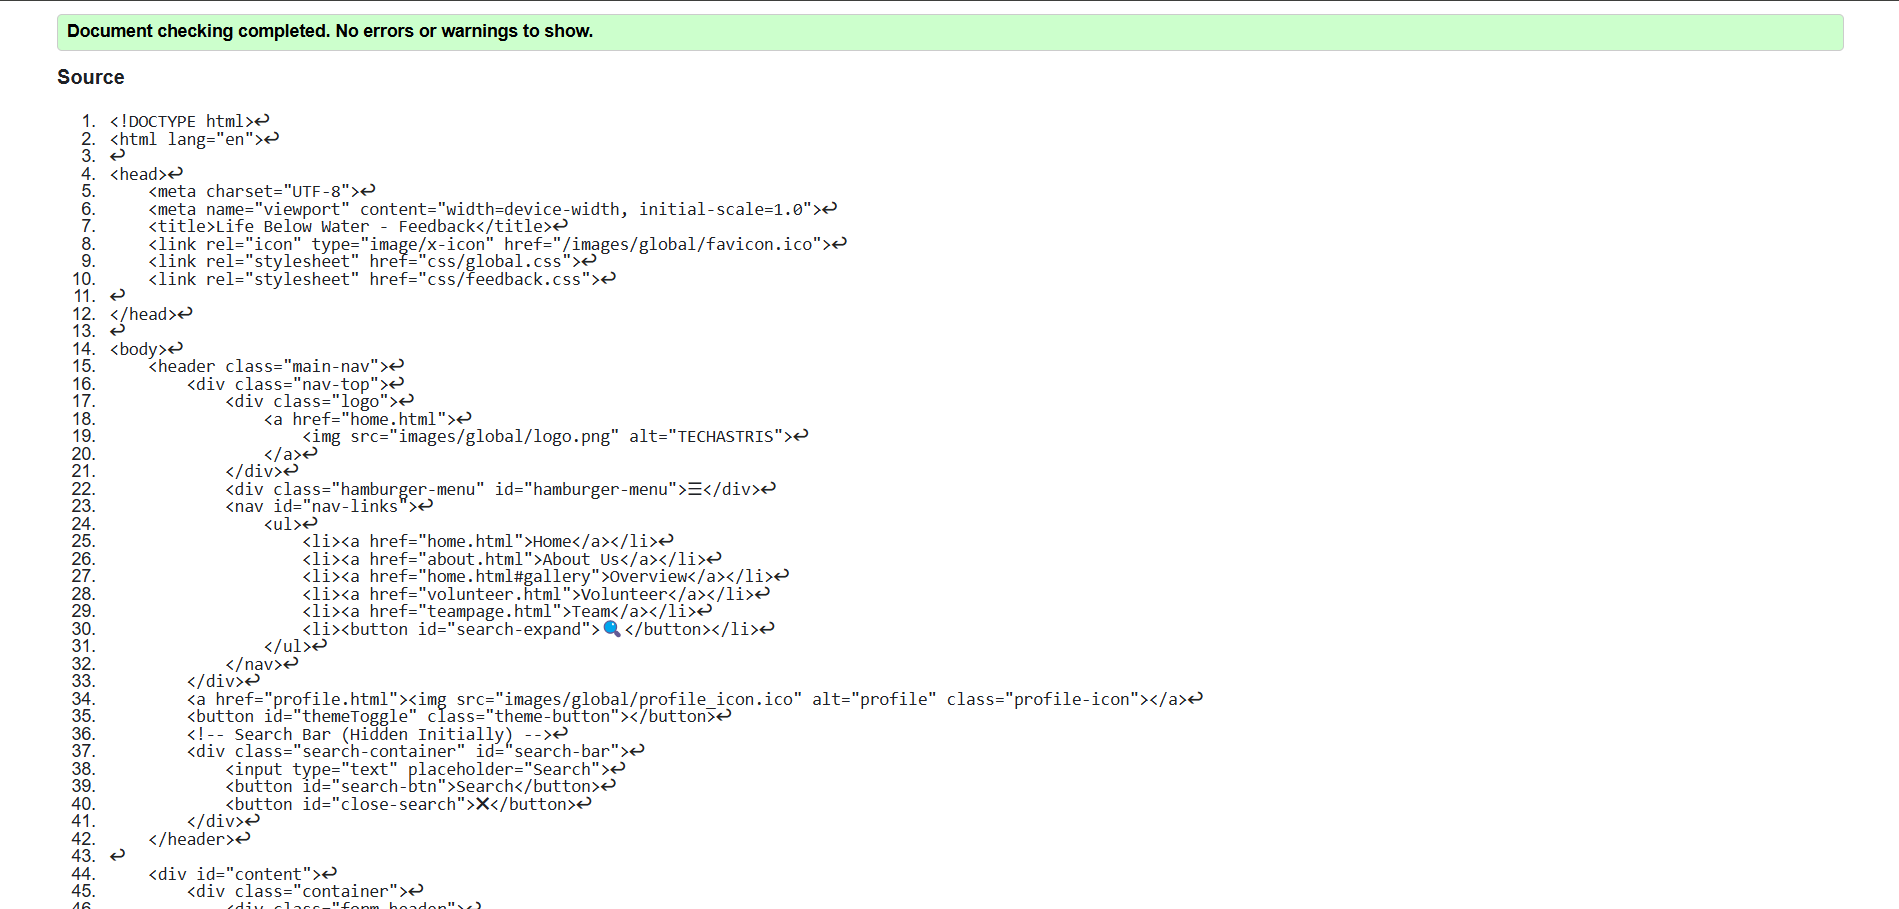 Document checking completed. No errors or warnings to show.
Source
1. <!DOCTYPE html>↩
2. <html lang="en">↩
3. ↩
4. <head>↩
5.     <meta charset="UTF-8">↩
6.     <meta name="viewport" content="width=device-width, initial-scale=1.0">↩
7.     <title>Life Below Water - Feedback</title>↩
8.     <link rel="icon" type="image/x-icon" href="/images/global/favicon.ico">↩
9.     <link rel="stylesheet" href="css/global.css">↩
10.     <link rel="stylesheet" href="css/feedback.css">↩
11. ↩
12. </head>↩
13. ↩
14. <body>↩
15.     <header class="main-nav">↩
16.         <div class="nav-top">↩
17.             <div class="logo">↩
18.                 <a href="home.html">↩
19.                     <img src="images/global/logo.png" alt="TECHASTRIS">↩
20.                 </a>↩
21.             </div>↩
22.             <div class="hamburger-menu" id="hamburger-menu">☰</div>↩
23.             <nav id="nav-links">↩
24.                 <ul>↩
25.                     <li><a href="home.html">Home</a></li>↩
26.                     <li><a href="about.html">About Us</a></li>↩
27.                     <li><a href="home.html#gallery">Overview</a></li>↩
28.                     <li><a href="volunteer.html">Volunteer</a></li>↩
29.                     <li><a href="teampage.html">Team</a></li>↩
30.                     <li><button id="search-expand">🔍</button></li>↩
31.                 </ul>↩
32.             </nav>↩
33.         </div>↩
34.         <a href="profile.html"><img src="images/global/profile_icon.ico" alt="profile" class="profile-icon"></a>↩
35.         <button id="themeToggle" class="theme-button"></button>↩
36.         <!-- Search Bar (Hidden Initially) -->↩
37.         <div class="search-container" id="search-bar">↩
38.             <input type="text" placeholder="Search">↩
39.             <button id="search-btn">Search</button>↩
40.             <button id="close-search">❌</button>↩
41.         </div>↩
42.     </header>↩
43. ↩
44.     <div id="content">↩
45.         <div class="container">↩
46.             <div class="form-header">↩